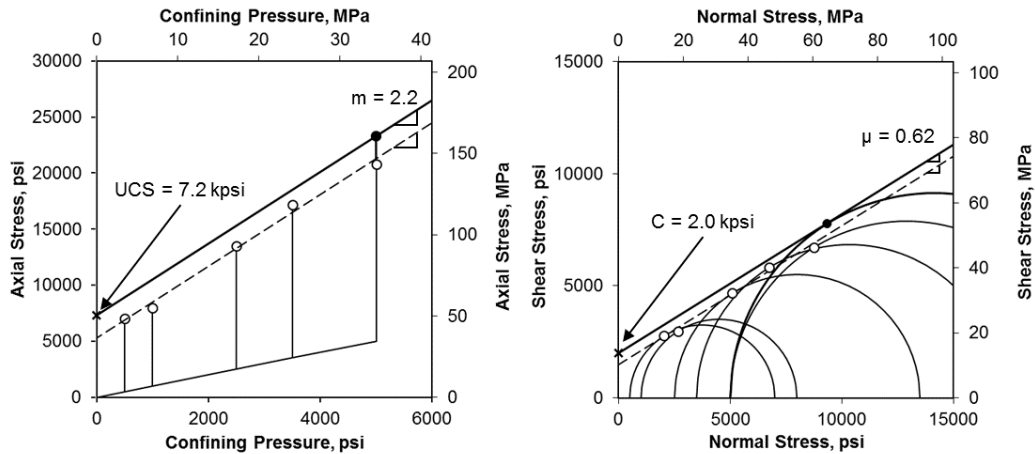 Confining Pressure, MPa
0 10 20 30 40
30000
25000
20000
15000
10000
5000
0
Axial Stress, psi
m = 2.2
UCS = 7.2 kpsi
200
150
100
50
0
Axial Stress, MPa
0 2000 4000 6000
Confining Pressure, psi
Normal Stress, MPa
0 20 40 60 80 100
15000
10000
5000
0
Shear Stress, psi
μ = 0.62
C = 2.0 kpsi
100
80
60
40
20
0
Shear Stress, MPa
0 5000 10000 15000
Normal Stress, psi